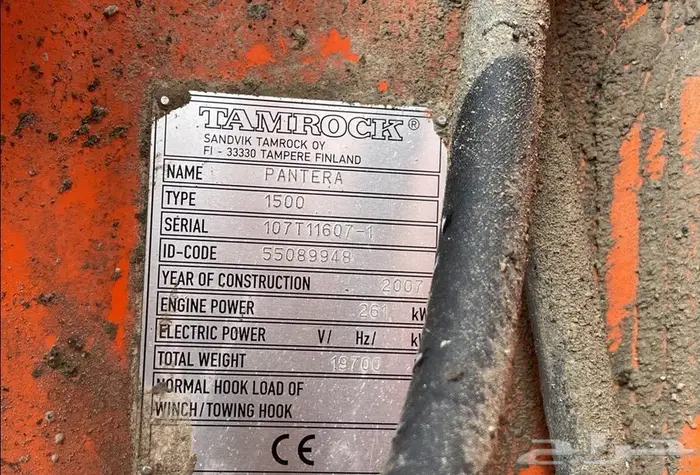 TAMROCK®
SANDVIK TAMROCK OY
FI - 33330 TAMPERE FINLAND
NAME PANTERA
TYPE 1500
SERIAL 107T11607-1
ID-CODE 55089948
YEAR OF CONSTRUCTION 2007
ENGINE POWER 261 kW
ELECTRIC POWER V/ Hz/
TOTAL WEIGHT 19700
NORMAL HOOK LOAD OF
WINCH/TOWING HOOK
CE
حراج